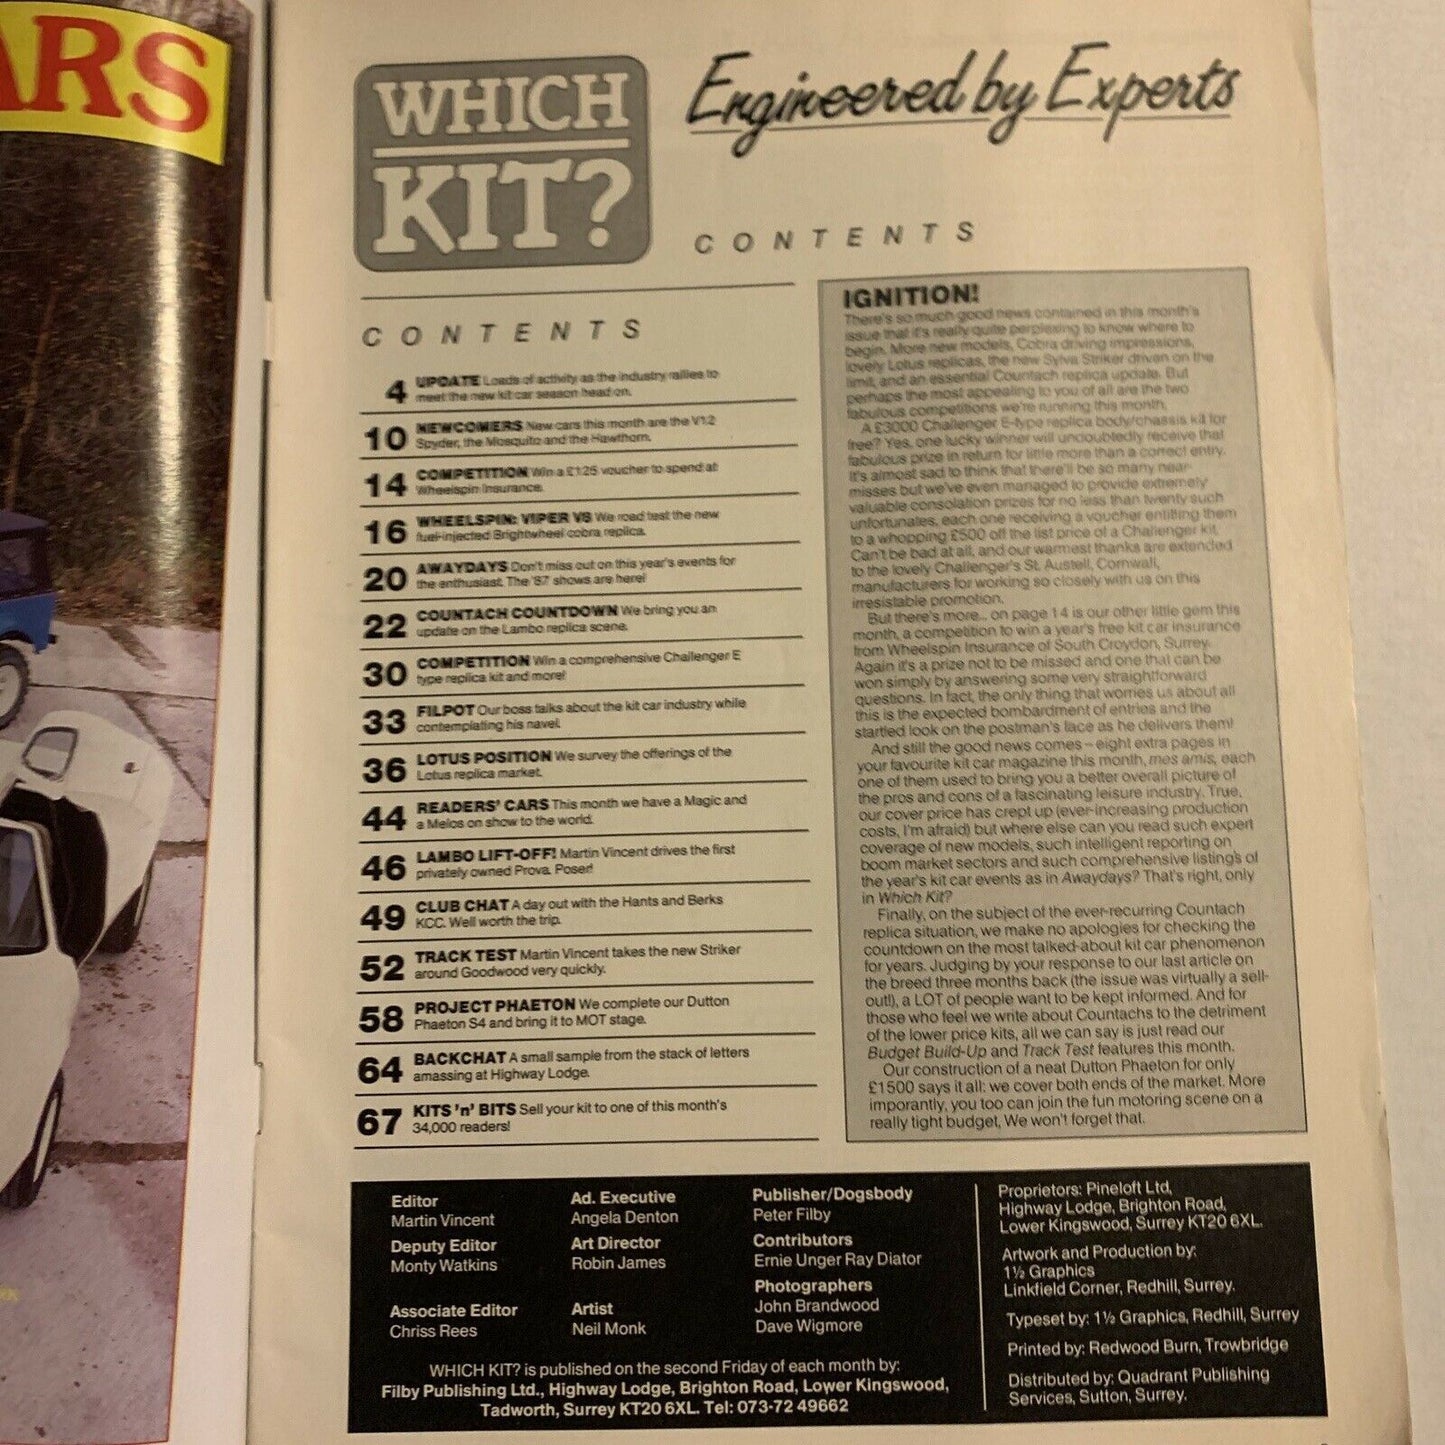 ARS
WHICH
KIT?
Engineered by Experts
CONTENTS
CONTENTS
4 UPDATE Loads of activity as the industry rallies to
meet the new kit car season head on.
10 NEWCOMERS New cars this month are the V12
Spyder, the Mosquito and the Hawthorn.
14 COMPETITION Win a £125 voucher to spend at
Wheelspin Insurance.
16 WHEELSPIN: VIPER V8 We road test the new
fuel-injected Brightwheel cobra replica.
20 AWAYDAYS Don't miss out on this year's events for
the enthusiast. The '87 shows are here!
22 COUNTACH COUNTDOWN We bring you an
update on the Lambo replica scene.
30 COMPETITION Win a comprehensive Challenger E
type replica kit and more!
33 FILPOT Our boss talks about the kit car industry while
contemplating his navel.
36 LOTUS POSITION We survey the offerings of the
Lotus replica market.
44 READERS' CARS This month we have a Magic and
a Melos on show to the world.
46 LAMBO LIFT-OFF! Martin Vincent drives the first
privately owned Prova. Poser!
49 CLUB CHAT A day out with the Hants and Berks
KCC. Well worth the trip.
52 TRACK TEST Martin Vincent takes the new Striker
around Goodwood very quickly.
58 PROJECT PHAETON We complete our Dutton
Phaeton S4 and bring it to MOT stage.
64 BACKCHAT A small sample from the stack of letters
amassing at Highway Lodge.
67 KITS 'n' BITS Sell your kit to one of this month's
34,000 readers!
IGNITION!
There's so much good news contained in this month's
issue that it's really quite perplexing to know where to
begin. More new models, Cobra driving impressions,
lovely Lotus replicas, the new Sylva Striker driven on the
limit, and an essential Countach replica update. But
perhaps the most appealing to you of all are the two
fabulous competitions we're running this month.
A £3000 Challenger E-type replica body/chassis kit for
free? Yes, one lucky winner will undoubtedly receive that
fabulous prize in return for little more than a correct entry.
It's almost sad to think that there'll be so many near-
misses but we've even managed to provide extremely
valuable consolation prizes for no less than twenty such
unfortunates, each one receiving a voucher entitling them
to a whopping £500 off the list price of a Challenger kit.
Can't be bad at all, and our warmest thanks are extended
to the lovely Challenger's St. Austell, Cornwall,
manufacturers for working so closely with us on this
irresistable promotion.
But there's more... on page 14 is our other little gem this
month, a competition to win a year's free kit car insurance
from Wheelspin Insurance of South Croydon, Surrey.
Again it's a prize not to be missed and one that can be
won simply by answering some very straightforward
questions. In fact, the only thing that worries us about all
this is the expected bombardment of entries and the
startled look on the postman's face as he delivers them!
And still the good news comes – eight extra pages in
your favourite kit car magazine this month, mes amis, each
one of them used to bring you a better overall picture of
the pros and cons of a fascinating leisure industry. True,
our cover price has crept up (ever-increasing production
costs, I'm afraid) but where else can you read such expert
coverage of new models, such intelligent reporting on
boom market sectors and such comprehensive listing's of
the year's kit car events as in Awaydays? That's right, only
in Which Kit?
Finally, on the subject of the ever-recurring Countach
replica situation, we make no apologies for checking the
countdown on the most talked-about kit car phenomenon
for years. Judging by your response to our last article on
the breed three months back (the issue was virtually a sell-
out!), a LOT of people want to be kept informed. And for
those who feel we write about Countachs to the detriment
of the lower price kits, all we can say is just read our
Budget Build-Up and Track Test features this month.
Our construction of a neat Dutton Phaeton for only
£1500 says it all: we cover both ends of the market. More
imporantly, you too can join the fun motoring scene on a
really tight budget, We won't forget that.
Editor
Martin Vincent
Deputy Editor
Monty Watkins
Associate Editor
Chriss Rees
Ad. Executive
Angela Denton
Art Director
Robin James
Artist
Neil Monk
Publisher/Dogsbody
Peter Filby
Contributors
Ernie Unger Ray Diator
Photographers
John Brandwood
Dave Wigmore
WHICH KIT? is published on the second Friday of each month by:
Filby Publishing Ltd., Highway Lodge, Brighton Road, Lower Kingswood,
Tadworth, Surrey KT20 6XL. Tel: 073-72 49662
Proprietors: Pineloft Ltd,
Highway Lodge, Brighton Road,
Lower Kingswood, Surrey KT20 6XL.
Artwork and Production by:
1½ Graphics
Linkfield Corner, Redhill, Surrey.
Typeset by: 1½ Graphics, Redhill, Surrey
Printed by: Redwood Burn, Trowbridge
Distributed by: Quadrant Publishing
Services, Sutton, Surrey.